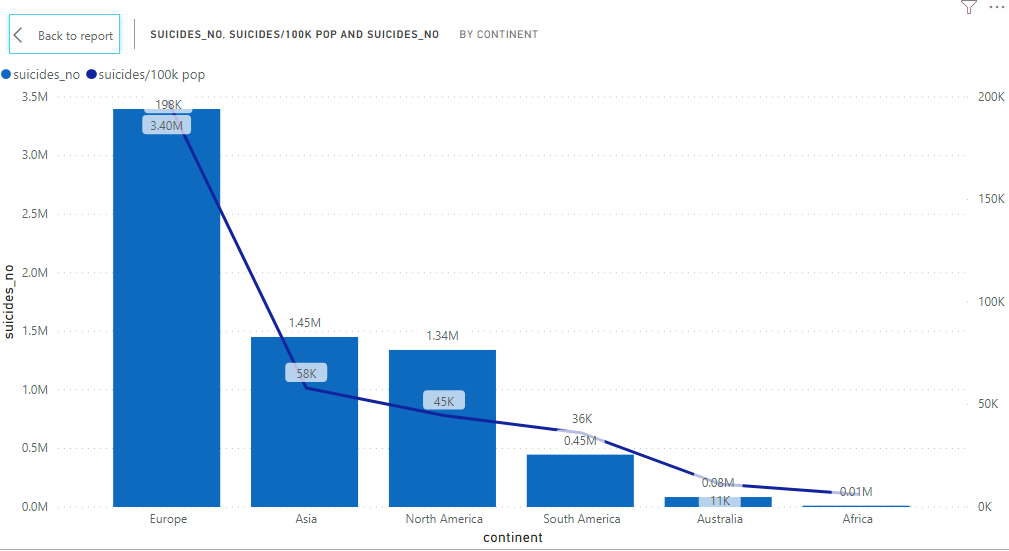 Back to report
SUICIDES_NO, SUICIDES/100K POP AND SUICIDES_NO BY CONTINENT
suicides_no suicides/100k pop
3.5M
3.0M
2.5M
2.0M
1.5M
1.0M
0.5M
0.0M
suicides_no
198K
3.40M
1.45M
58K
1.34M
45K
36K
0.45M
0.08M
11K
0.01M
200K
150K
100K
50K
0K
Europe Asia North America South America Australia Africa
continent